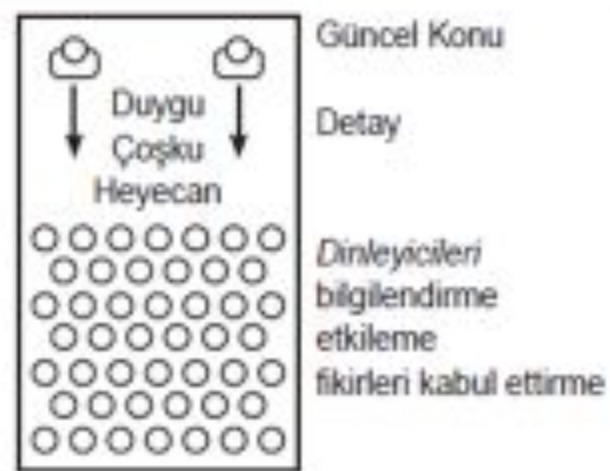 Güncel Konu
Duygu
Çoşku
Heyecan
Detay
Dinleyicileri
bilgilendirme
etkileme
fikirleri kabul ettirme